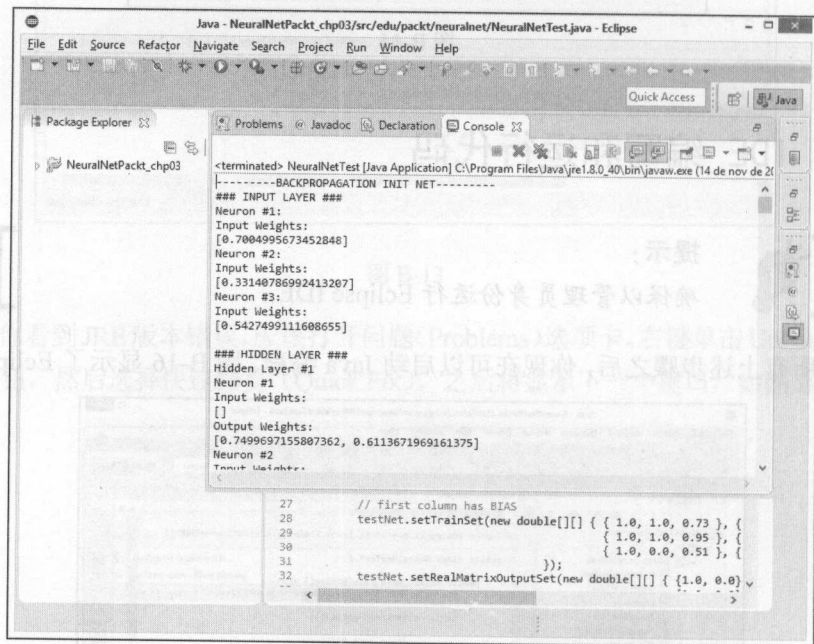 Java - NeuralNetPackt_chp03/src/edu/packt/neuralnet/NeuralNetTest.java - Eclipse
File Edit Source Refactor Navigate Search Project Run Window Help
Quick Access
Java
Package Explorer
NeuralNetPackt_chp03
Problems @ Javadoc Declaration Console
<terminated> NeuralNetTest [Java Application] C:\Program Files\Java\jre1.8.0_40\bin\javaw.exe (14 de nov de 20
---------BACKPROPAGATION INIT NET---------
### INPUT LAYER ###
Neuron #1:
Input Weights:
[0.7004995673452848]
Neuron #2:
Input Weights:
[0.33140786992413207]
Neuron #3:
Input Weights:
[0.5427499111608655]
### HIDDEN LAYER ###
Hidden Layer #1
Neuron #1
Input Weights:
[]
Output Weights:
[0.7499697155807362, 0.6113671969161375]
Neuron #2
Input Weights:
27 // first column has BIAS
28 testNet.setTrainSet(new double[][] { { 1.0, 1.0, 0.73 }, {
29 { 1.0, 1.0, 0.95 }, {
30 { 1.0, 0.0, 0.51 }, {
31 });
32 testNet.setRealMatrixOutputSet(new double[][] { {1.0, 0.0}